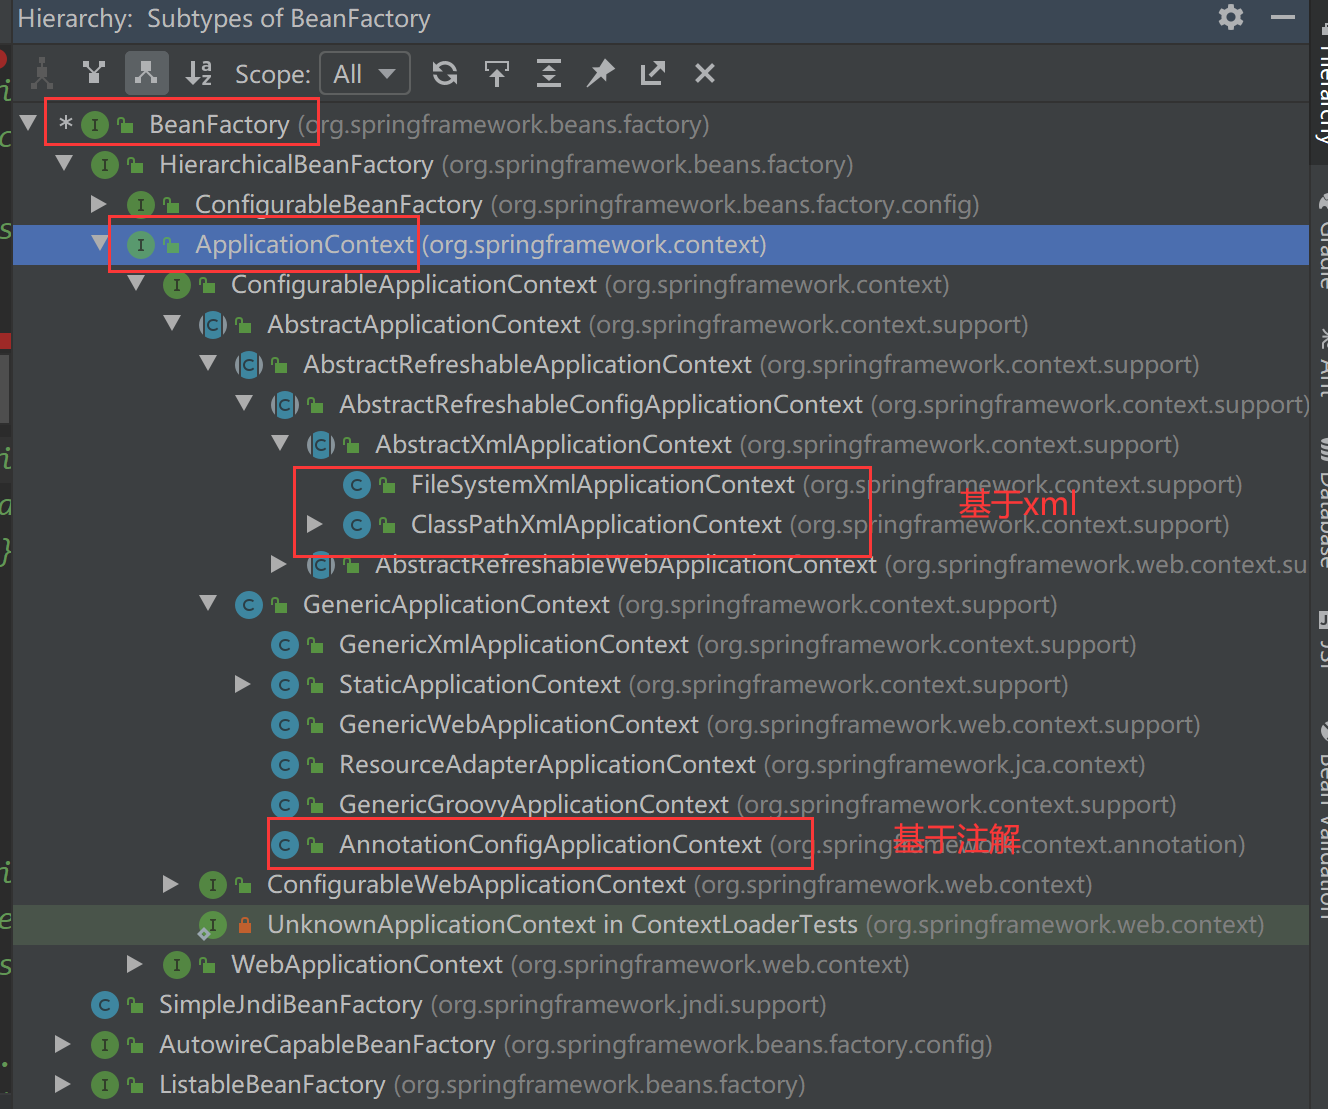 Hierarchy: Subtypes of BeanFactory
Scope: All
* BeanFactory (org.springframework.beans.factory)
HierarchicalBeanFactory (org.springframework.beans.factory)
ConfigurableBeanFactory (org.springframework.beans.factory.config)
ApplicationContext (org.springframework.context)
ConfigurableApplicationContext (org.springframework.context)
AbstractApplicationContext (org.springframework.context.support)
AbstractRefreshableApplicationContext (org.springframework.context.support)
AbstractRefreshableConfigApplicationContext (org.springframework.context.support)
AbstractXmlApplicationContext (org.springframework.context.support)
FileSystemXmlApplicationContext (org.springframework.context.support)
基于xml
ClassPathXmlApplicationContext (org.springframework.context.support)
AbstractRefreshableWebApplicationContext (org.springframework.web.context.su
GenericApplicationContext (org.springframework.context.support)
GenericXmlApplicationContext (org.springframework.context.support)
StaticApplicationContext (org.springframework.context.support)
GenericWebApplicationContext (org.springframework.web.context.support)
ResourceAdapterApplicationContext (org.springframework.jca.context)
GenericGroovyApplicationContext (org.springframework.context.support)
AnnotationConfigApplicationContext (org.springframework.context.annotation)
基于注解
ConfigurableWebApplicationContext (org.springframework.web.context)
UnknownApplicationContext in ContextLoaderTests (org.springframework.web.context)
WebApplicationContext (org.springframework.web.context)
SimpleJndiBeanFactory (org.springframework.jndi.support)
AutowireCapableBeanFactory (org.springframework.beans.factory.config)
ListableBeanFactory (org.springframework.beans.factory)
Hierarchy
Gradle
Ant
Database
Bean Validation